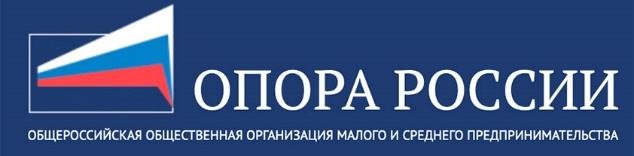 ОПОРА РОССИИ
ОБЩЕРОССИЙСКАЯ ОБЩЕСТВЕННАЯ ОРГАНИЗАЦИЯ МАЛОГО И СРЕДНЕГО ПРЕДПРИНИМАТЕЛЬСТВА